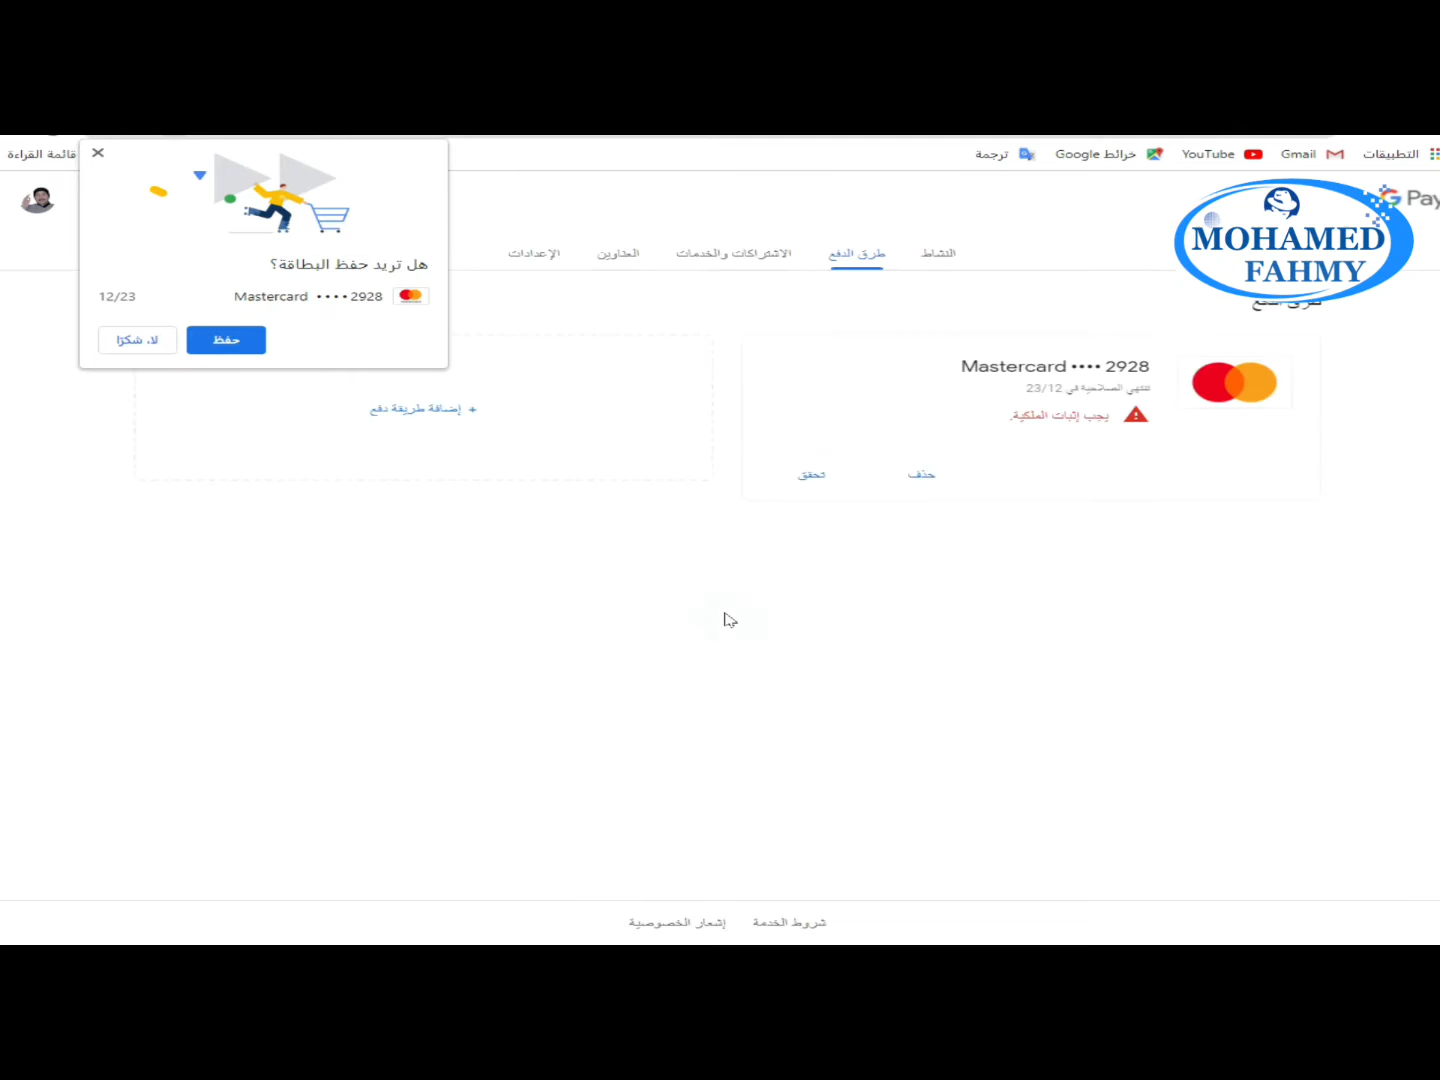 التطبيقات
Gmail
YouTube
خرائط Google
ترجمة
قائمة القراءة
Pay
MOHAMED
FAHMY
النشاط
طرق الدفع
الاشتراكات والخدمات
العناوين
الإعدادات
هل تريد حفظ البطاقة؟
Mastercard •••• 2928
12/23
حفظ
لا، شكرًا
Mastercard •••• 2928
تنتهي الصلاحية في 23/12
يجب إثبات الملكية.
حذف
تحقق
+ إضافة طريقة دفع
شروط الخدمة
إشعار الخصوصية